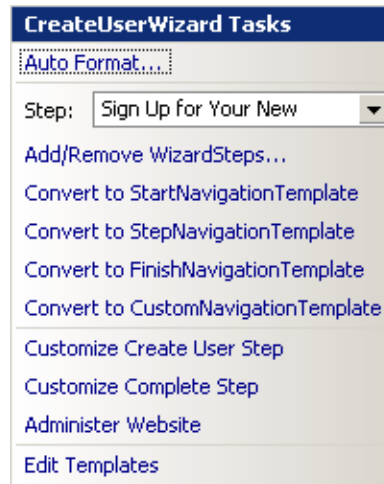 CreateUserWizard Tasks
Auto Format...
Step: Sign Up for Your New
Add/Remove WizardSteps...
Convert to StartNavigationTemplate
Convert to StepNavigationTemplate
Convert to FinishNavigationTemplate
Convert to CustomNavigationTemplate
Customize Create User Step
Customize Complete Step
Administer Website
Edit Templates